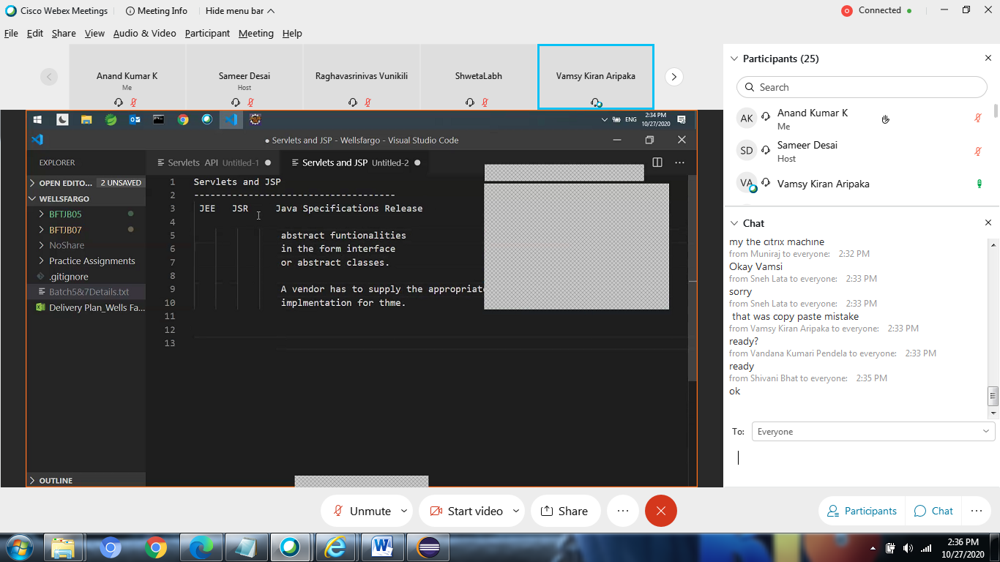 Cisco Webex Meetings
Meeting Info
Hide menu bar
Connected
File Edit Share View Audio & Video Participant Meeting Help
Anand Kumar K
Me
Sameer Desai
Host
Raghavasrinivas Vunikili
ShwetaLabh
Vamsy Kiran Aripaka
ENG
2:34 PM
10/27/2020
● Servlets and JSP - Wellsfargo - Visual Studio Code
EXPLORER
Servlets API Untitled-1
Servlets and JSP Untitled-2
OPEN EDITO... 2 UNSAVED
WELLSFARGO
BFTJB05
BFTJB07
NoShare
Practice Assignments
.gitignore
Batch5&7Details.txt
Delivery Plan_Wells Fa...
OUTLINE
1 Servlets and JSP
2 -------------------------------------
3 JEE JSR Java Specifications Release
4
5 abstract funtionalities
6 in the form interface
7 or abstract classes.
8
9 A vendor has to supply the appropriate
10 implmentation for thme.
11
12
13
Participants (25)
Search
AK Anand Kumar K
Me
SD Sameer Desai
Host
VA Vamsy Kiran Aripaka
Chat
my the citrix machine
from Muniraj to everyone: 2:32 PM
Okay Vamsi
from Sneh Lata to everyone: 2:33 PM
sorry
from Sneh Lata to everyone: 2:33 PM
that was copy paste mistake
from Vamsy Kiran Aripaka to everyone: 2:33 PM
ready?
from Vandana Kumari Pendela to everyone: 2:33 PM
ready
from Shivani Bhat to everyone: 2:35 PM
ok
To: Everyone
Unmute
Start video
Share
Participants
Chat
2:36 PM
10/27/2020